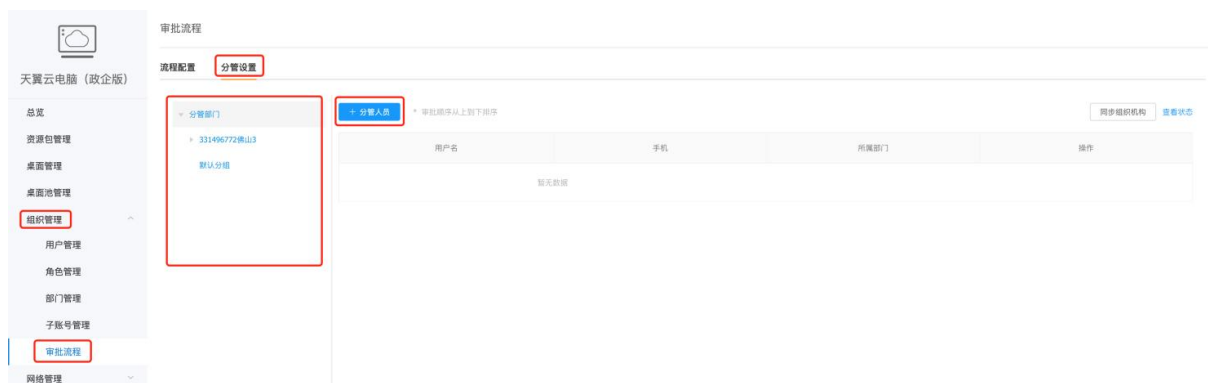 天翼云电脑（政企版）
总览
资源包管理
桌面管理
桌面池管理
组织管理
用户管理
角色管理
部门管理
子账号管理
审批流程
网络管理
审批流程
流程配置 分管设置
分管部门
331496772佛山3
默认分组
+ 分管人员 * 审批顺序从上到下排序 同步组织机构 查看状态
用户名 手机 所属部门 操作
暂无数据